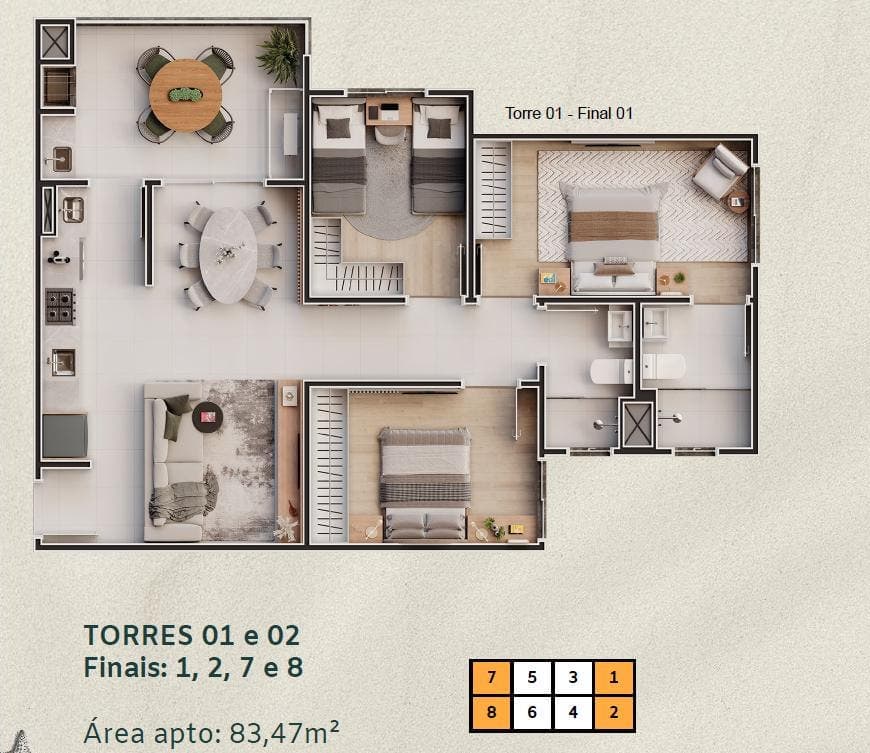 Torre 01 - Final 01
TORRES 01 e 02
Finais: 1, 2, 7 e 8
Área apto: 83,47m²
7 5 3 1
8 6 4 2